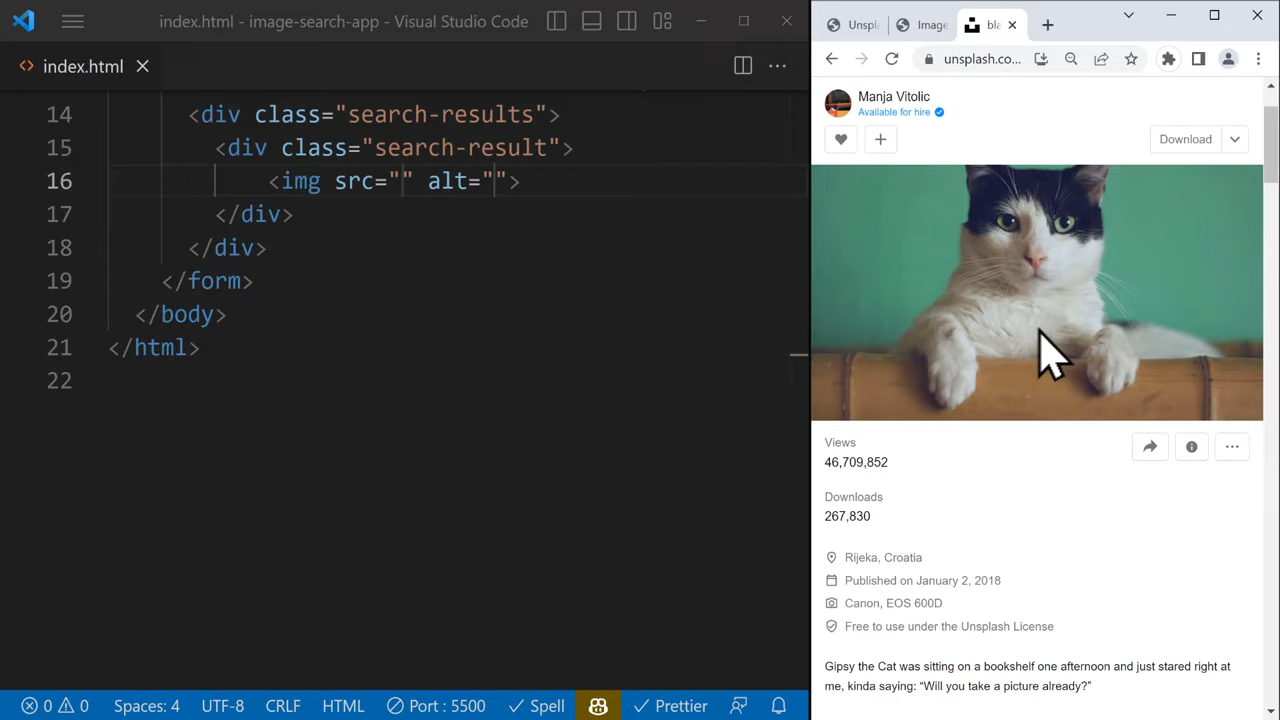 index.html - image-search-app - Visual Studio Code
index.html
14 <div class="search-results">
15 <div class="search-result">
16 <img src="" alt="">
17 </div>
18 </div>
19 </form>
20 </body>
21 </html>
22
0 0 Spaces: 4 UTF-8 CRLF HTML Port : 5500 Spell Prettier
Unspl Image bla
unsplash.co...
Manja Vitolic
Available for hire
Download
Views
46,709,852
Downloads
267,830
Rijeka, Croatia
Published on January 2, 2018
Canon, EOS 600D
Free to use under the Unsplash License
Gipsy the Cat was sitting on a bookshelf one afternoon and just stared right at
me, kinda saying: “Will you take a picture already?”